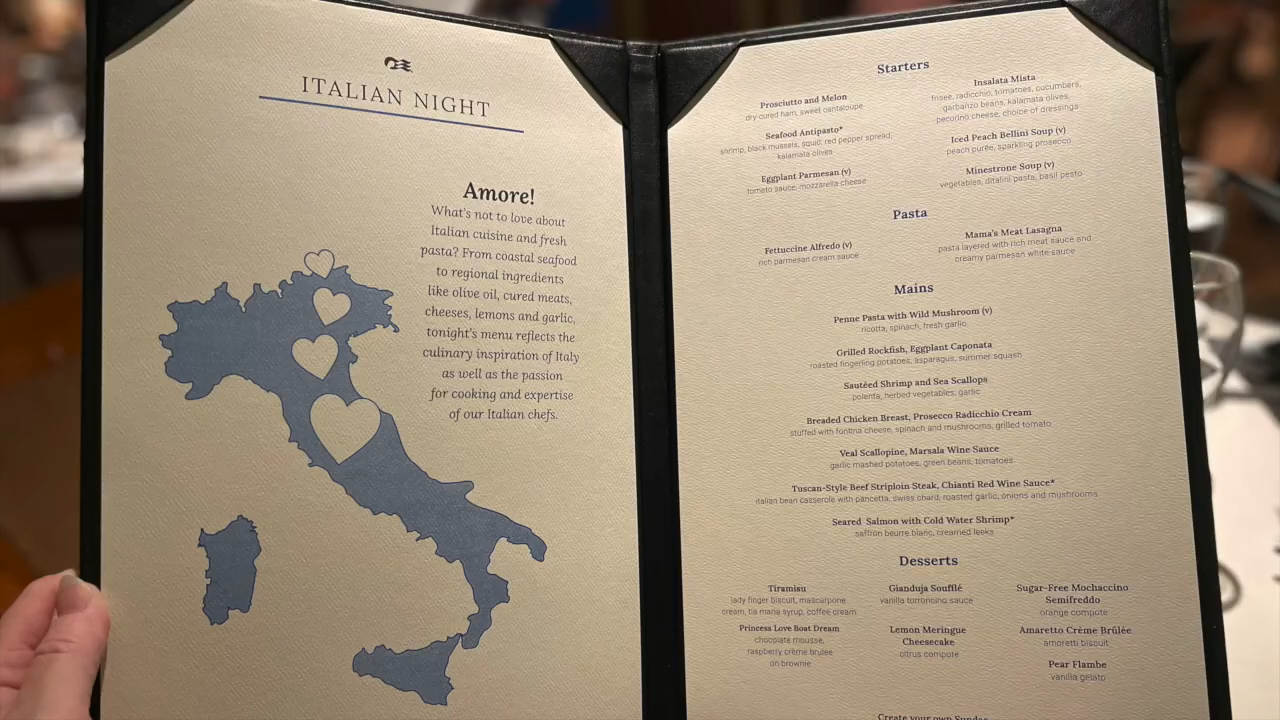 ITALIAN NIGHT
Amore!
What's not to love about
Italian cuisine and fresh
pasta? From coastal seafood
to regional ingredients
like olive oil, cured meats,
cheeses, lemons and garlic,
tonight's menu reflects the
culinary inspiration of Italy
as well as the passion
for cooking and expertise
of our Italian chefs.
Starters
Prosciutto and Melon
dry-cured ham, sweet cantaloupe
Seafood Antipasto*
shrimp, black mussels, squid, red pepper spread,
kalamata olives
Eggplant Parmesan (v)
tomato sauce, mozzarella cheese
Insalata Mista
frisee, radicchio, tomatoes, cucumbers,
garbanzo beans, kalamata olives,
pecorino cheese, choice of dressings
Iced Peach Bellini Soup (v)
peach purée, sparkling prosecco
Minestrone Soup (v)
vegetables, ditalini pasta, basil pesto
Pasta
Fettuccine Alfredo (v)
rich parmesan cream sauce
Mama's Meat Lasagna
pasta layered with rich meat sauce and
creamy parmesan white sauce
Mains
Penne Pasta with Wild Mushroom (v)
ricotta, spinach, fresh garlic
Grilled Rockfish, Eggplant Caponata
roasted fingerling potatoes, asparagus, summer squash
Sautéed Shrimp and Sea Scallops
polenta, herbed vegetables, garlic
Breaded Chicken Breast, Prosecco Radicchio Cream
stuffed with fontina cheese, spinach and mushrooms, grilled tomato
Veal Scallopine, Marsala Wine Sauce
garlic mashed potatoes, green beans, tomatoes
Tuscan-Style Beef Striploin Steak, Chianti Red Wine Sauce*
italian bean casserole with pancetta, swiss chard, roasted garlic, onions and mushrooms
Seared Salmon with Cold Water Shrimp*
saffron beurre blanc, creamed leeks
Desserts
Tiramisu
lady finger biscuit, mascarpone
cream, tia maria syrup, coffee cream
Princess Love Boat Dream
chocolate mousse,
raspberry crème brulee
on brownie
Gianduja Soufflé
vanilla torroncino sauce
Lemon Meringue
Cheesecake
citrus compote
Sugar-Free Mochaccino
Semifreddo
orange compote
Amaretto Crème Brûlée
amoretti biscuit
Pear Flambe
vanilla gelato
Create your own Sundae